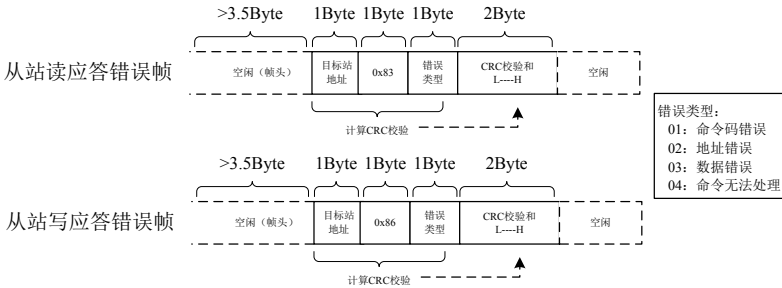 >3.5Byte 1Byte 1Byte 1Byte 2Byte
从站读应答错误帧
空闲（帧头）
目标站
地址
0x83
错误
类型
CRC校验和
L----H
空闲
计算CRC校验
错误类型：
01：命令码错误
02：地址错误
03：数据错误
04：命令无法处理
>3.5Byte 1Byte 1Byte 1Byte 2Byte
从站写应答错误帧
空闲（帧头）
目标站
地址
0x86
错误
类型
CRC校验和
L----H
空闲
计算CRC校验